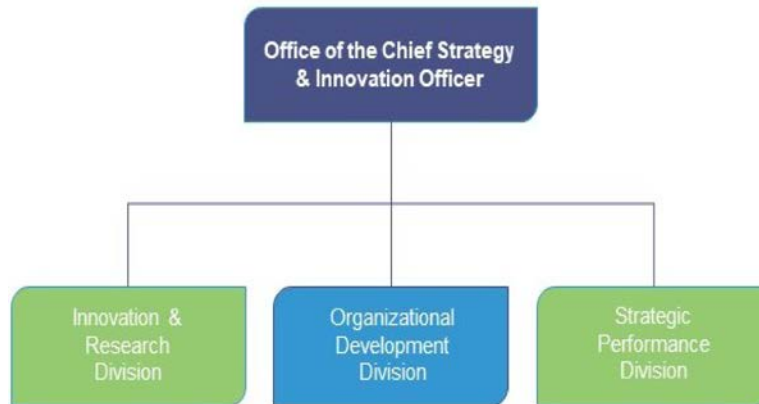 Office of the Chief Strategy
& Innovation Officer
Innovation &
Research
Division
Organizational
Development
Division
Strategic
Performance
Division